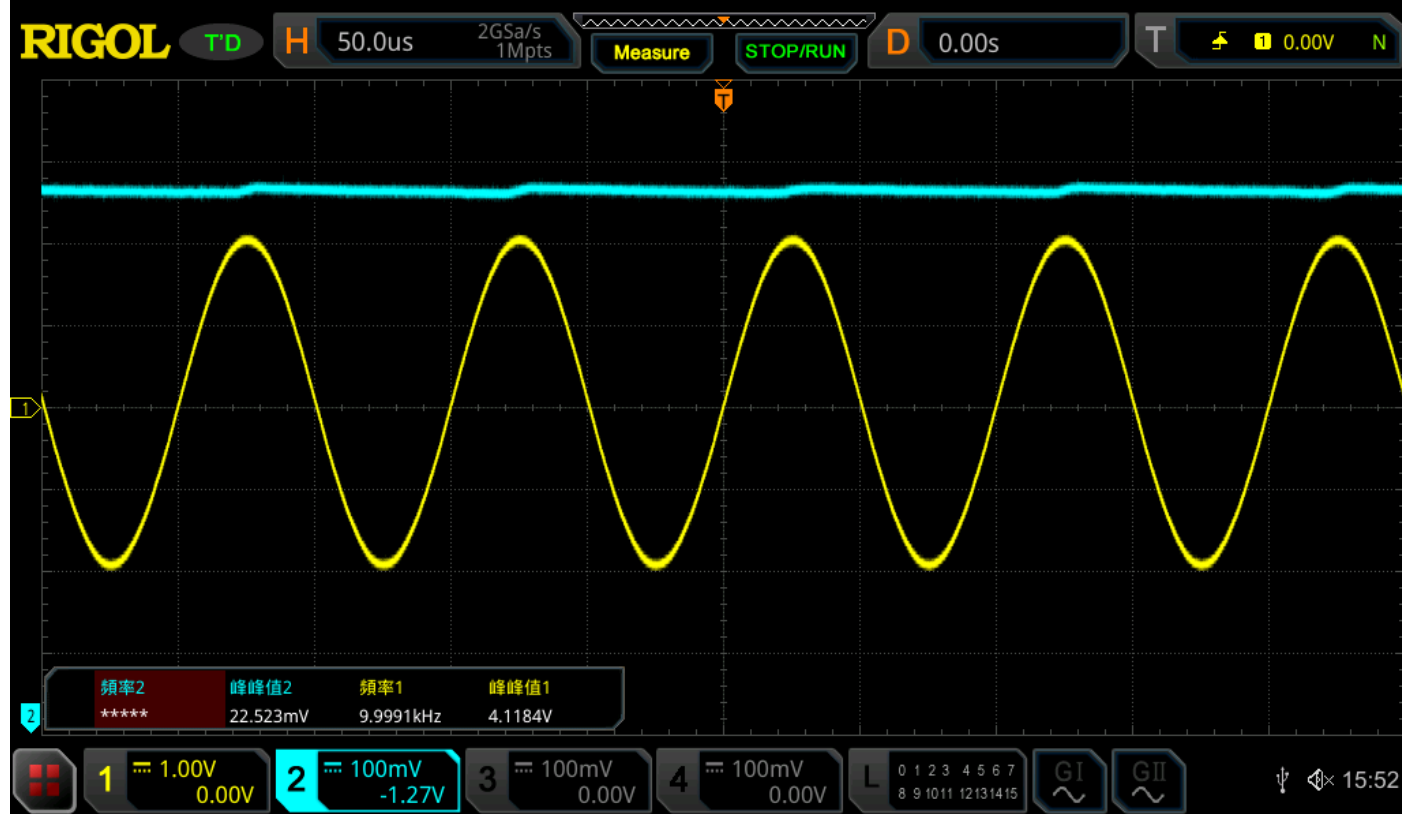 RIGOL T'D H 50.0us 2GSa/s 1Mpts Measure STOP/RUN D 0.00s T 1 0.00V N
T
1
頻率2 峰峰值2 頻率1 峰峰值1
2 ***** 22.523mV 9.9991kHz 4.1184V
1 1.00V 0.00V 2 100mV -1.27V 3 100mV 0.00V 4 100mV 0.00V L 0 1 2 3 4 5 6 7 8 9 10 11 12 13 14 15 GI GII 15:52